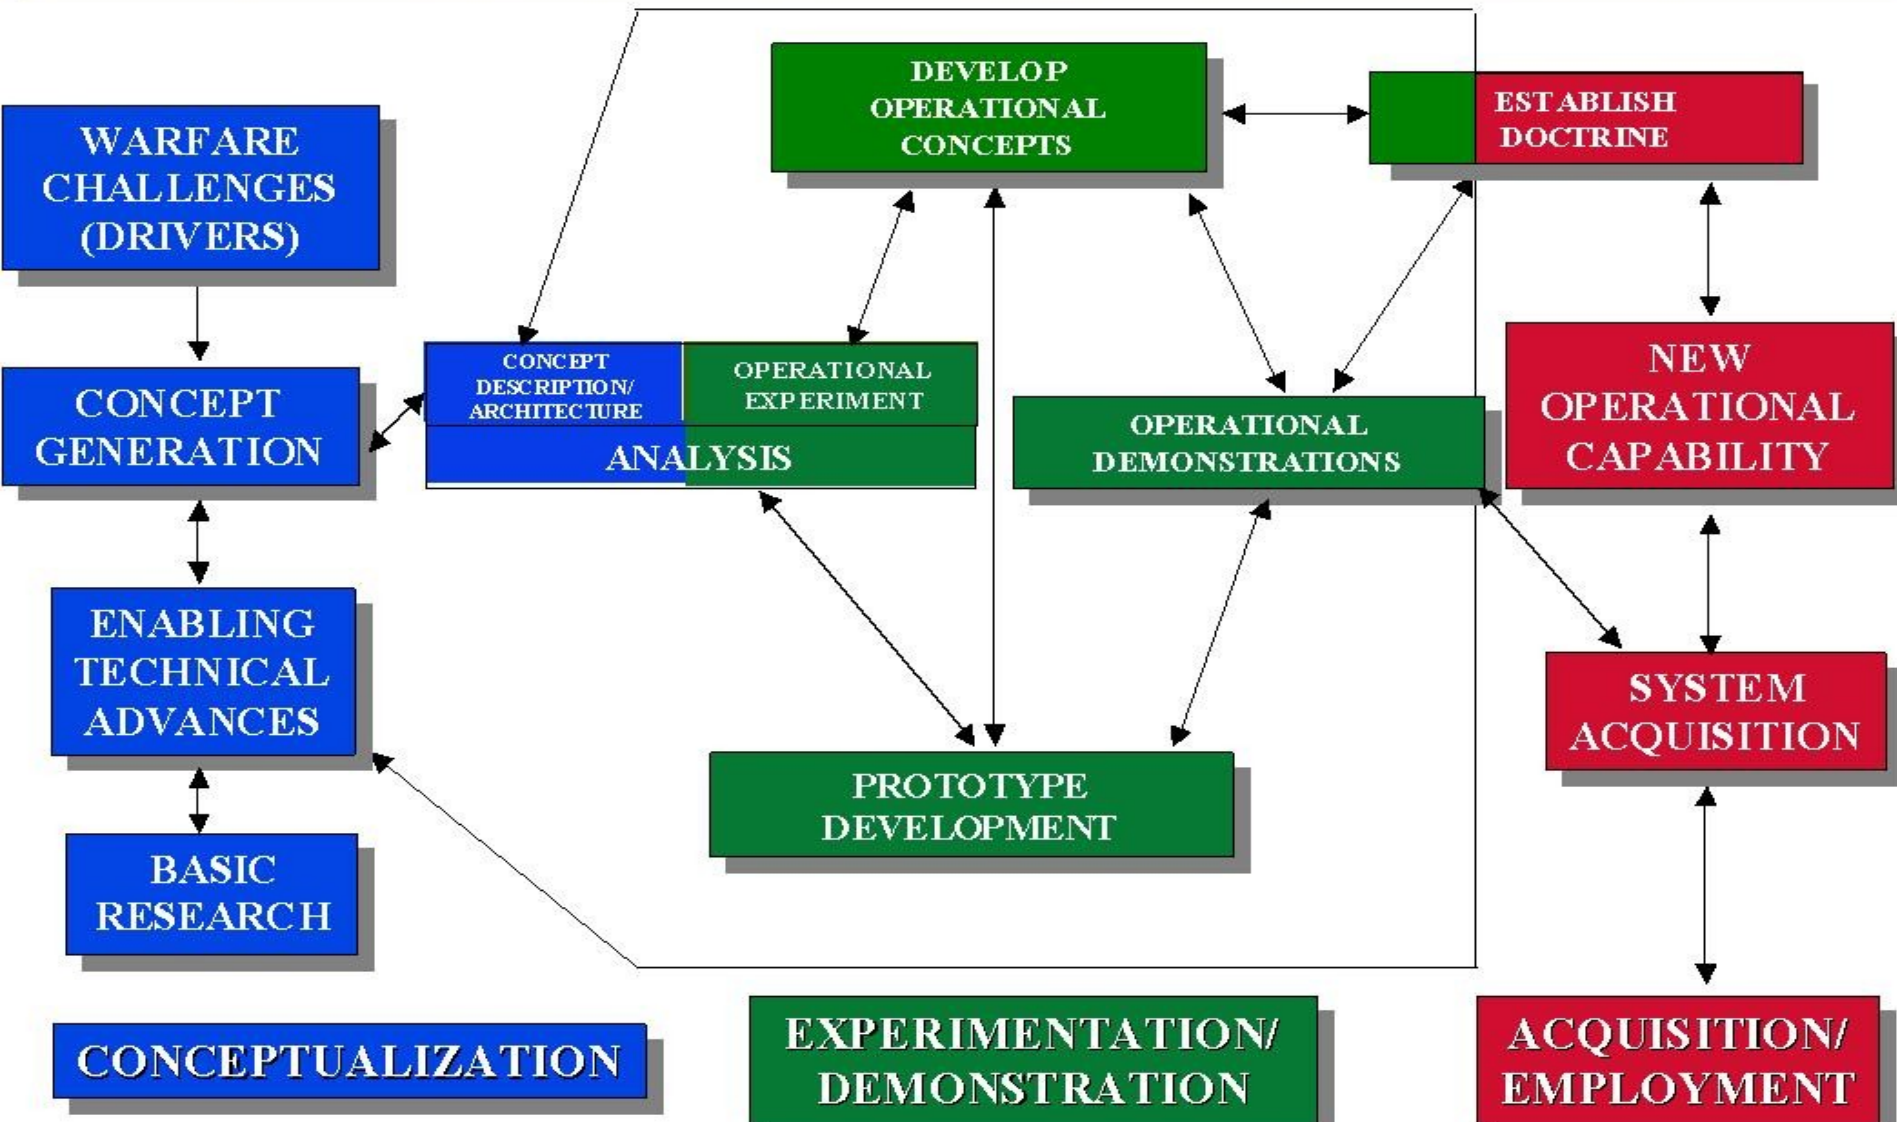 WARFARE
CHALLENGES
(DRIVERS)
CONCEPT
GENERATION
ENABLING
TECHNICAL
ADVANCES
BASIC
RESEARCH
CONCEPT
DESCRIPTION/
ARCHITECTURE
OPERATIONAL
EXPERIMENT
ANALYSIS
DEVELOP
OPERATIONAL
CONCEPTS
OPERATIONAL
DEMONSTRATIONS
PROTOTYPE
DEVELOPMENT
ESTABLISH
DOCTRINE
NEW
OPERATIONAL
CAPABILITY
SYSTEM
ACQUISITION
CONCEPTUALIZATION
EXPERIMENTATION/
DEMONSTRATION
ACQUISITION/
EMPLOYMENT